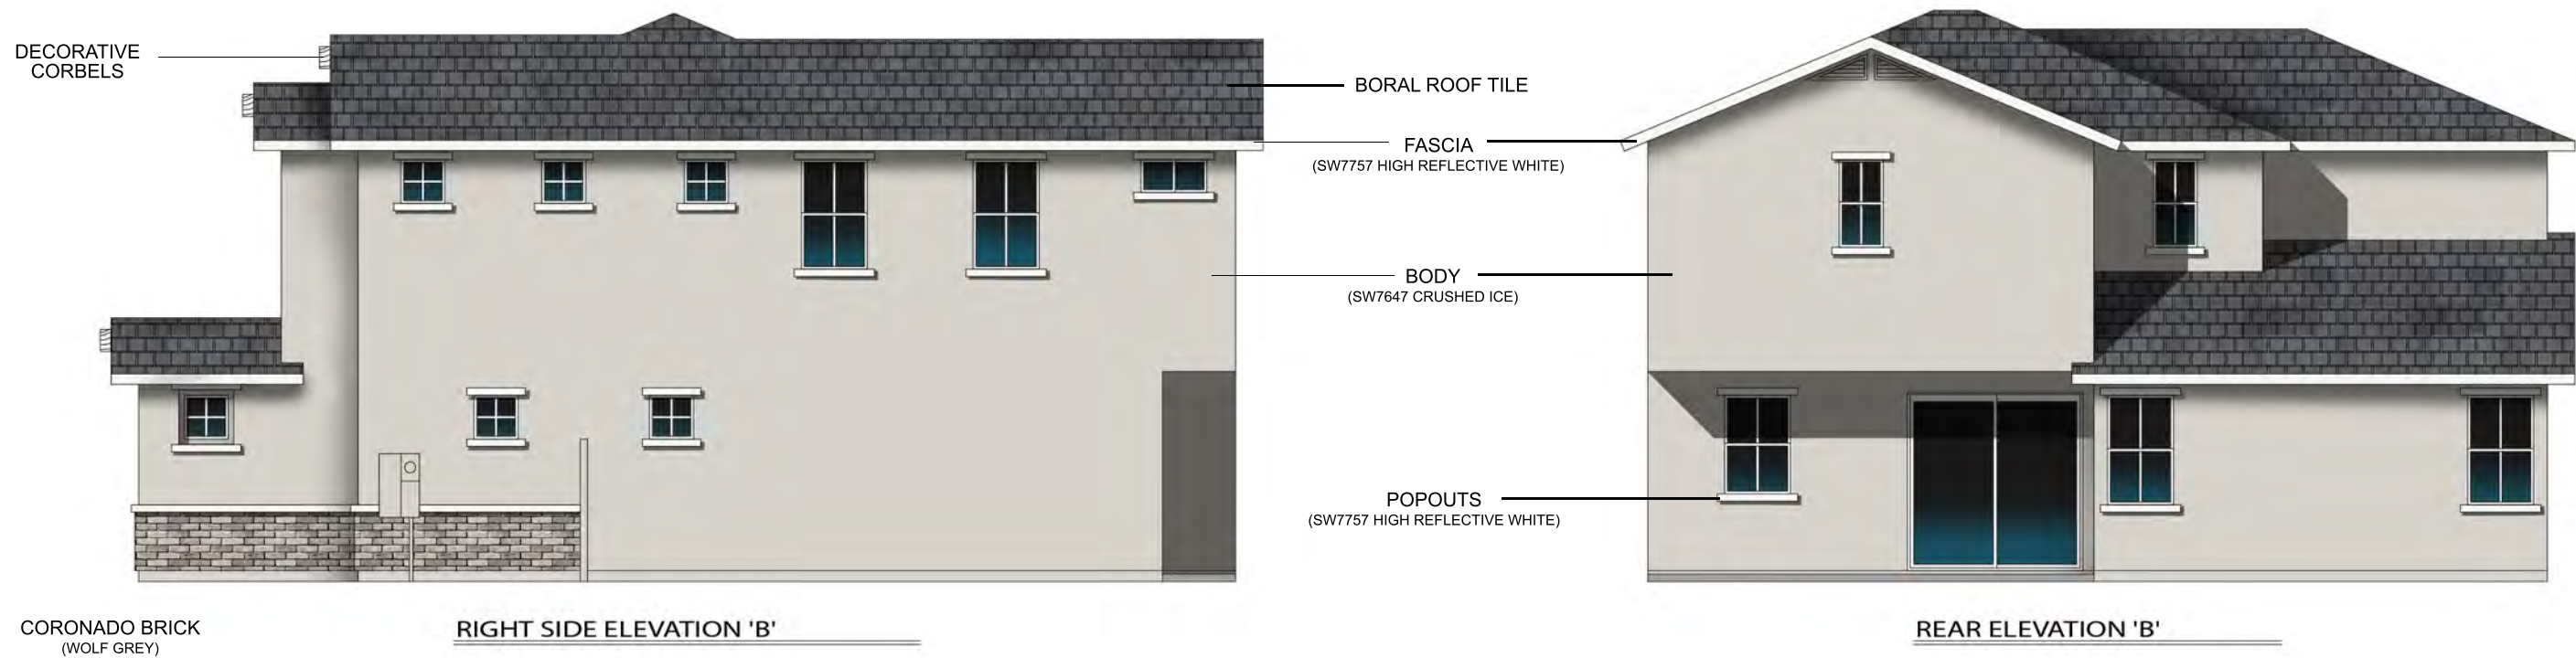 DECORATIVE
CORBELS
BORAL ROOF TILE
FASCIA
(SW7757 HIGH REFLECTIVE WHITE)
BODY
(SW7647 CRUSHED ICE)
POPOUTS
(SW7757 HIGH REFLECTIVE WHITE)
CORONADO BRICK
(WOLF GREY)
RIGHT SIDE ELEVATION 'B'
REAR ELEVATION 'B'